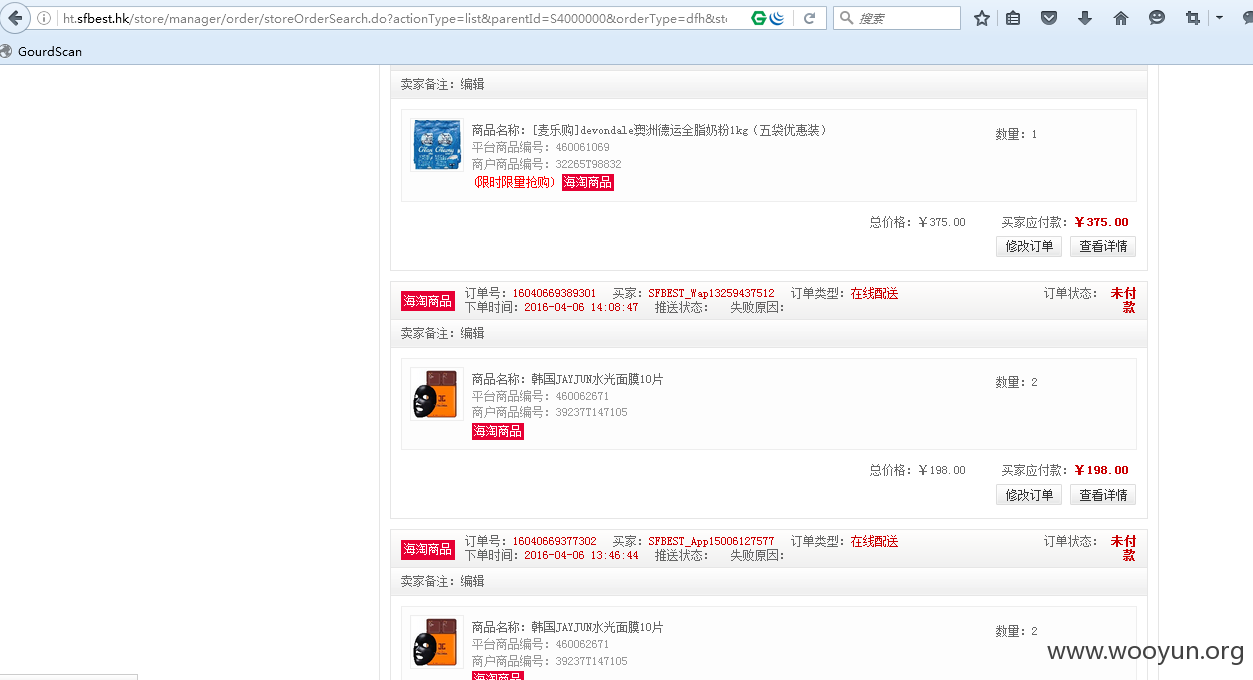 ht.sfbest.hk/store/manager/order/storeOrderSearch.do?actionType=list&parentId=S4000000&orderType=dfh&st
搜索
GourdScan
卖家备注：编辑
商品名称：[麦乐购]devondale澳洲德运全脂奶粉1kg（五袋优惠装）
数量：1
平台商品编号：460061069
商户商品编号：32265T98832
（限时限量抢购） 海淘商品
总价格：￥375.00 买家应付款：￥375.00
修改订单 查看详情
海淘商品 订单号：16040669389301 买家：SFBEST_Wap13259437512 订单类型：在线配送 订单状态： 未付款
下单时间：2016-04-06 14:08:47 推送状态： 失败原因：
卖家备注：编辑
商品名称：韩国JAYJUN水光面膜10片
数量：2
平台商品编号：460062671
商户商品编号：39237T147105
海淘商品
总价格：￥198.00 买家应付款：￥198.00
修改订单 查看详情
海淘商品 订单号：16040669377302 买家：SFBEST_App15006127577 订单类型：在线配送 订单状态： 未付款
下单时间：2016-04-06 13:46:44 推送状态： 失败原因：
卖家备注：编辑
商品名称：韩国JAYJUN水光面膜10片
数量：2
平台商品编号：460062671
商户商品编号：39237T147105
海淘商品
www.wooyun.org